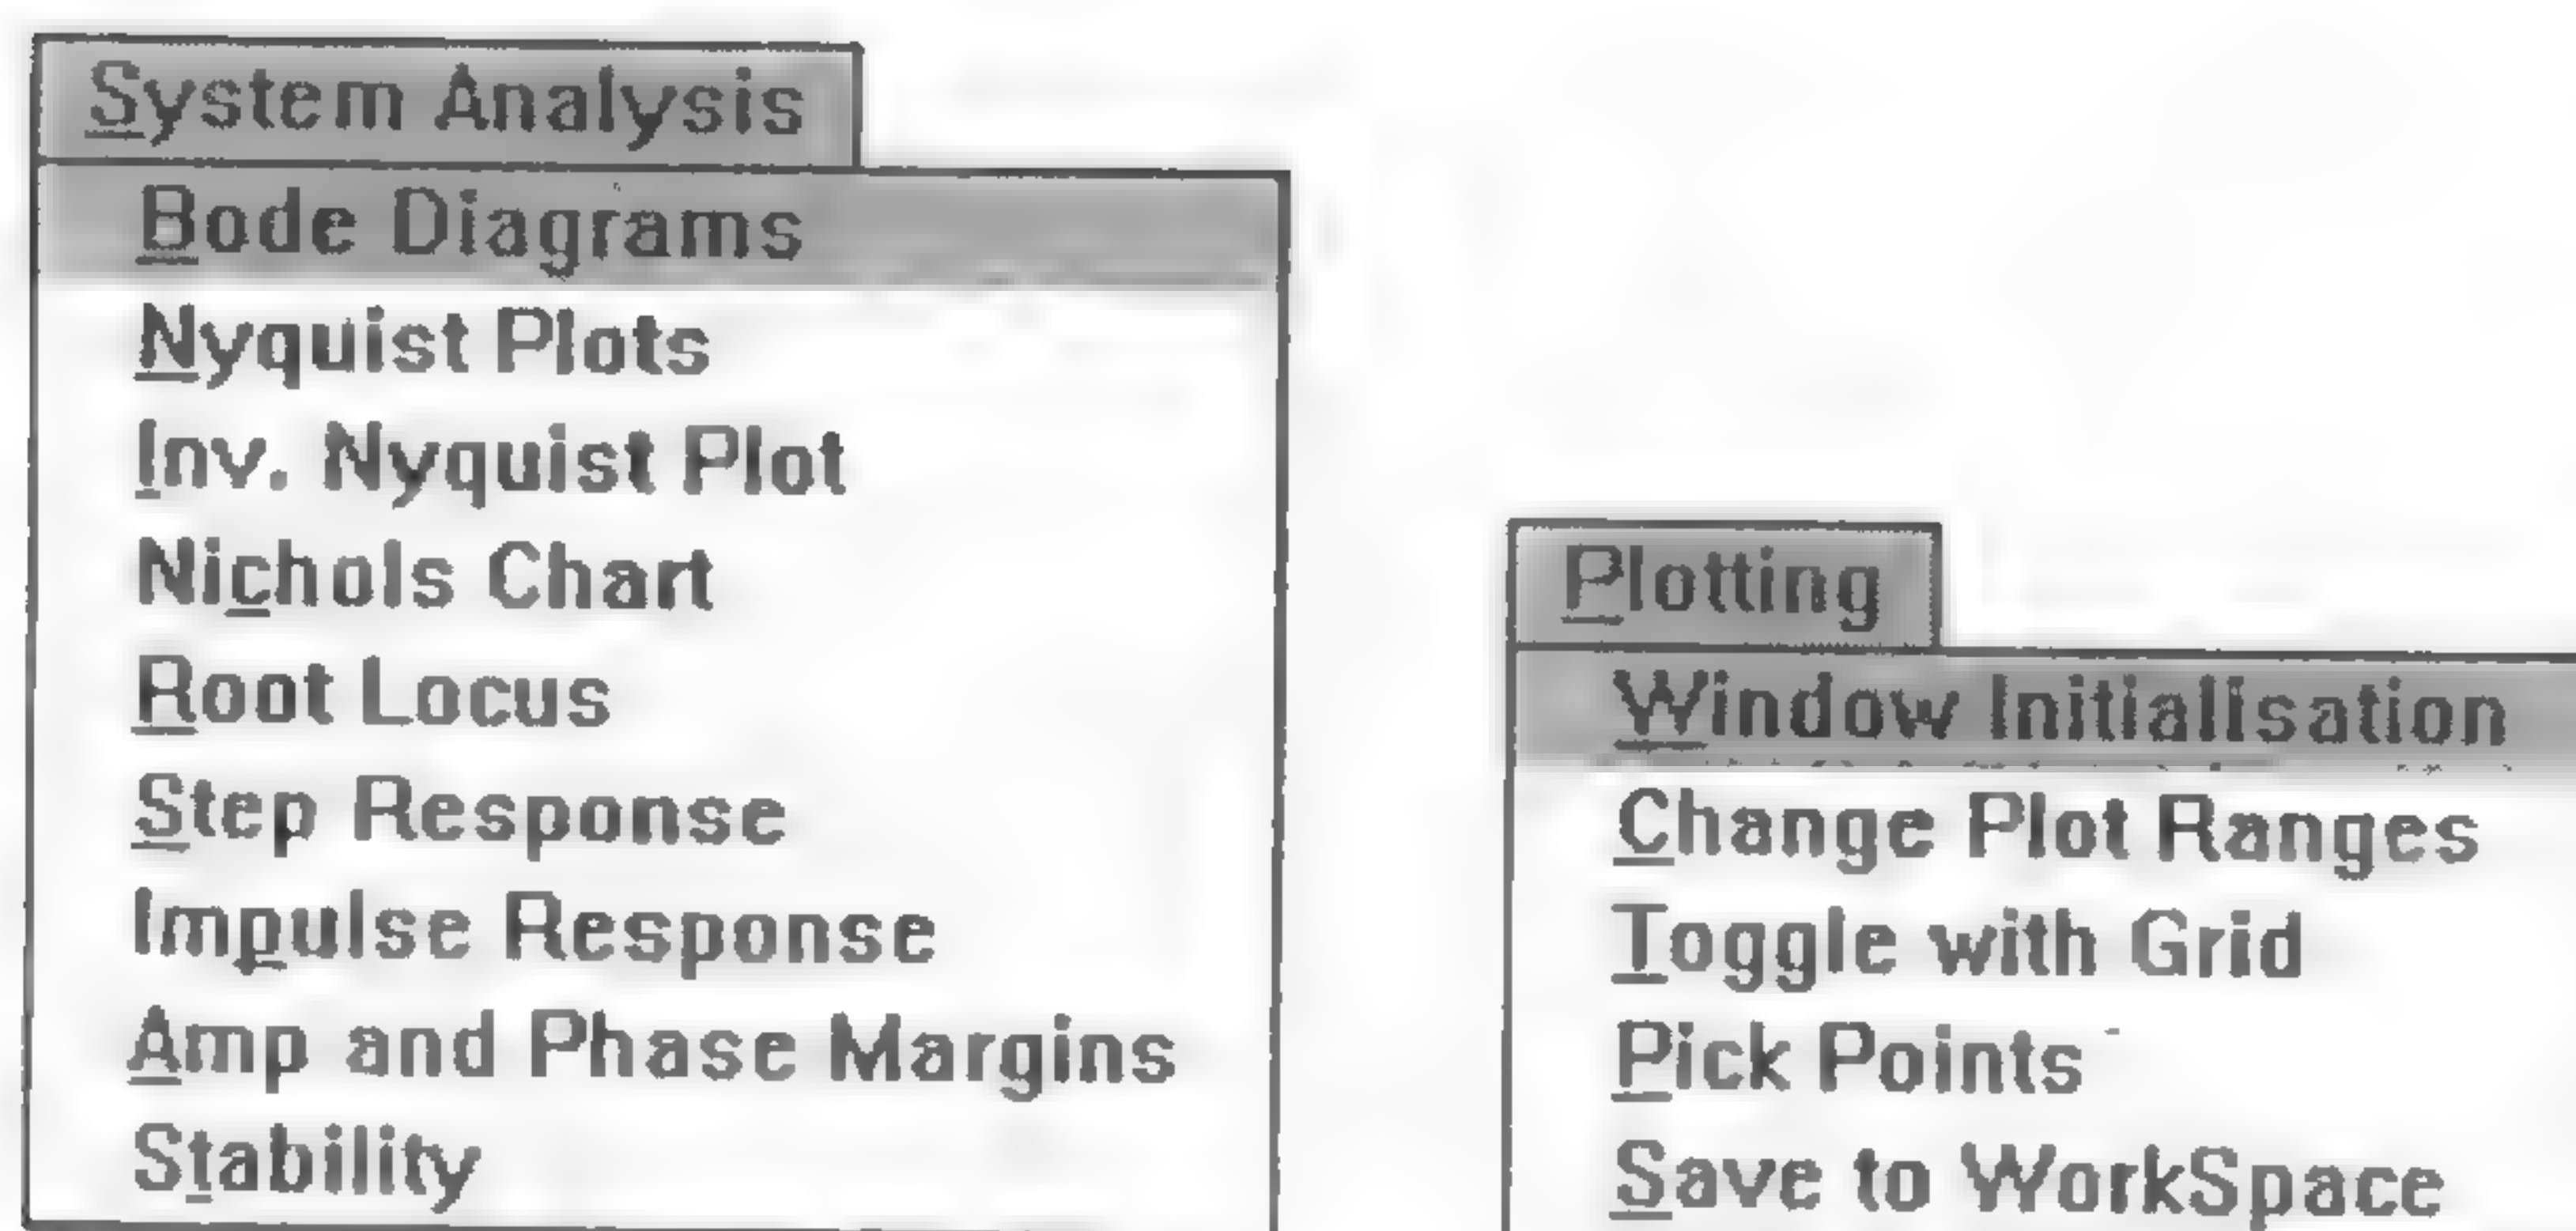 System Analysis
Bode Diagrams
Nyquist Plots
Inv. Nyquist Plot
Nichols Chart
Root Locus
Step Response
Impulse Response
Amp and Phase Margins
Stability
Plotting
Window Initialisation
Change Plot Ranges
Toggle with Grid
Pick Points
Save to WorkSpace